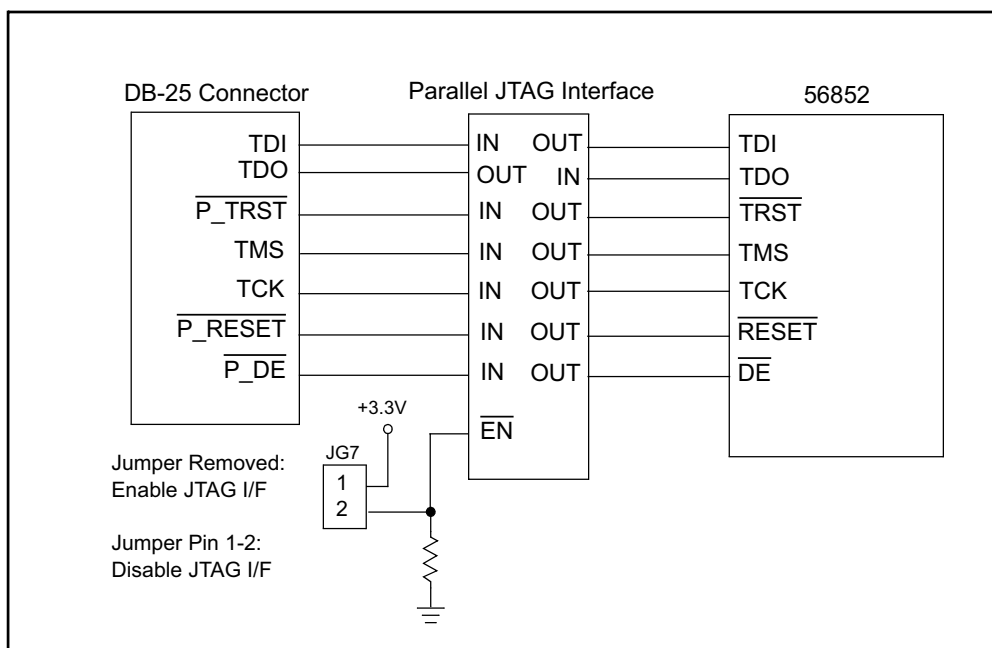 DB-25 Connector
Parallel JTAG Interface
56852
TDI
IN OUT
TDI
TDO
OUT IN
TDO
P_TRST
IN OUT
TRST
TMS
IN OUT
TMS
TCK
IN OUT
TCK
P_RESET
IN OUT
RESET
P_DE
IN OUT
DE
+3.3V
EN
JG7
1
2
Jumper Removed:
Enable JTAG I/F
Jumper Pin 1-2:
Disable JTAG I/F